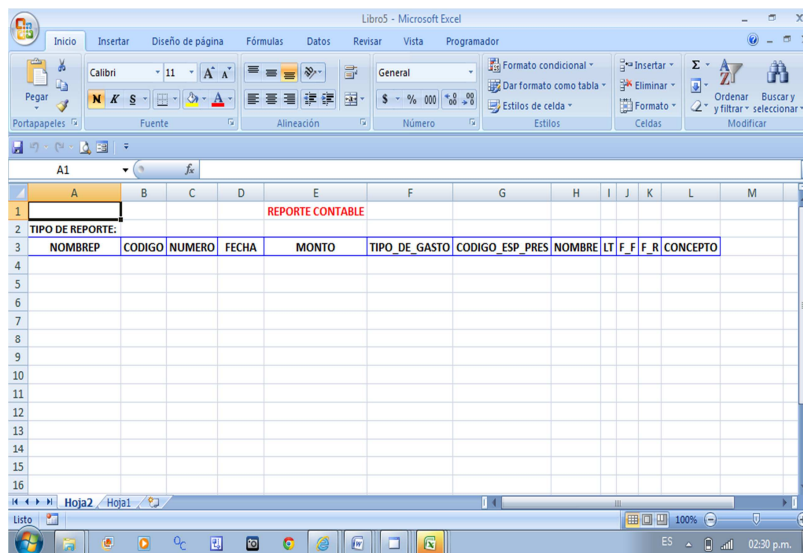 Libro5 - Microsoft Excel
Inicio Insertar Diseño de página Fórmulas Datos Revisar Vista Programador
Pegar
Portapapeles
Calibri 11 A A
N K S A
Fuente
Alineación
General
$ % 000
Número
Formato condicional
Dar formato como tabla
Estilos de celda
Estilos
Insertar
Eliminar
Formato
Celdas
Σ
Ordenar y filtrar
Buscar y seleccionar
Modificar
A1 fx
A B C D E F G H I J K L M
1 REPORTE CONTABLE
2 TIPO DE REPORTE:
3 NOMBREP CODIGO NUMERO FECHA MONTO TIPO_DE_GASTO CODIGO_ESP_PRES NOMBRE LT F_F F_R CONCEPTO
4
5
6
7
8
9
10
11
12
13
14
15
16
Hoja2 Hoja1
Listo 100%
ES 02:30 p.m.